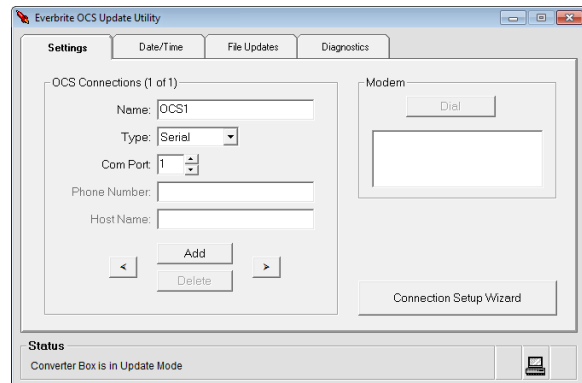 Everbrite OCS Update Utility
Settings Date/Time File Updates Diagnostics
OCS Connections (1 of 1)
Name: OCS1
Type: Serial
Com Port: 1
Phone Number:
Host Name:
< Add >
Delete
Modem
Dial
Connection Setup Wizard
Status
Converter Box is in Update Mode